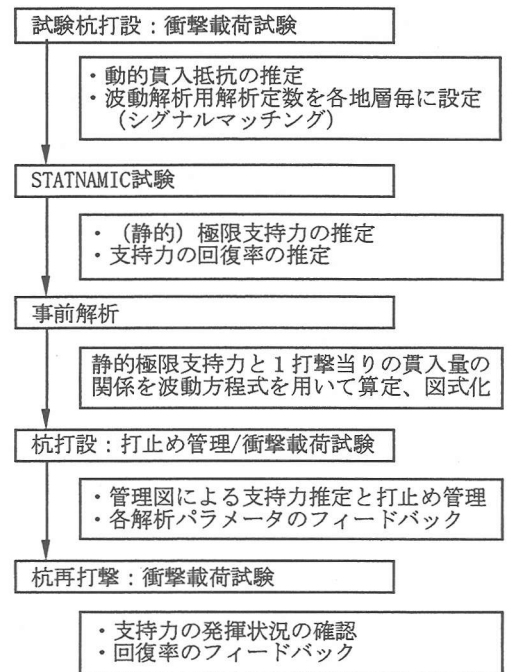 試験杭打設：衝撃載荷試験
・動的貫入抵抗の推定
・波動解析用解析定数を各地層毎に設定
（シグナルマッチング）
STATNAMIC試験
・（静的）極限支持力の推定
・支持力の回復率の推定
事前解析
静的極限支持力と１打撃当りの貫入量の
関係を波動方程式を用いて算定、図式化
杭打設：打止め管理/衝撃載荷試験
・管理図による支持力推定と打止め管理
・各解析パラメータのフィードバック
杭再打撃：衝撃載荷試験
・支持力の発揮状況の確認
・回復率のフィードバック